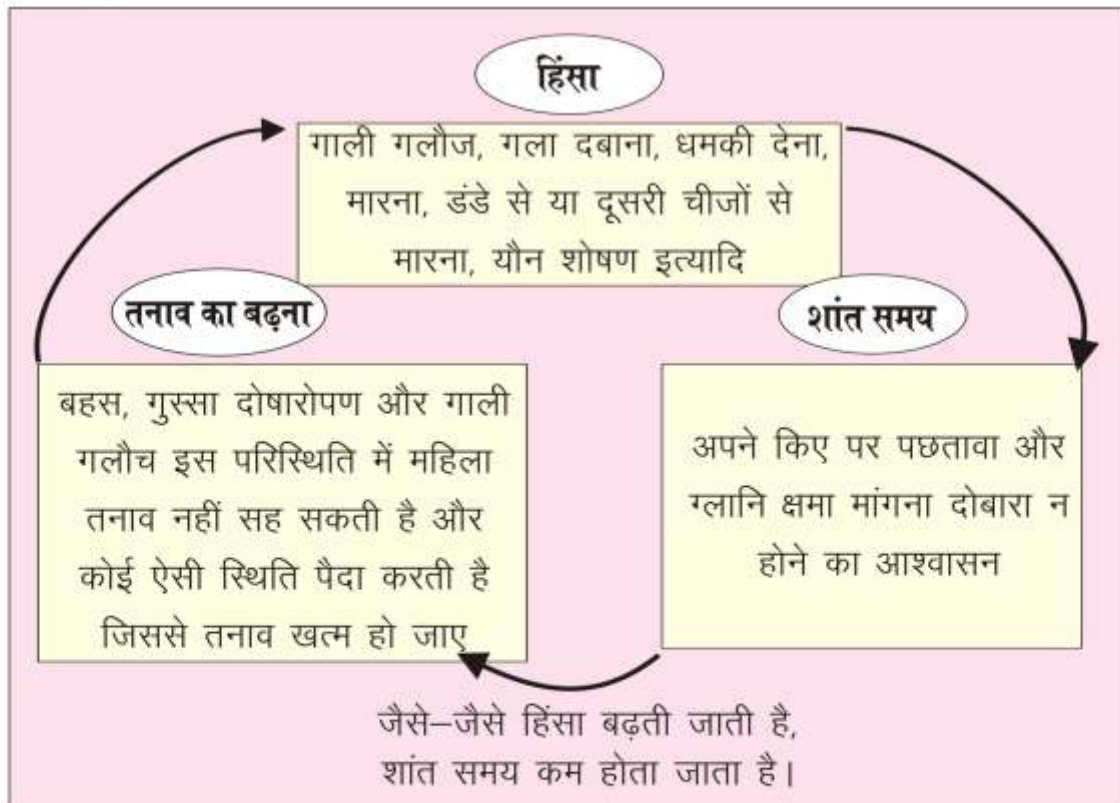 हिंसा
गाली गलौज, गला दबाना, धमकी देना,
मारना, डंडे से या दूसरी चीजों से
मारना, यौन शोषण इत्यादि
तनाव का बढ़ना
बहस, गुस्सा दोषारोपण और गाली
गलौच इस परिस्थिति में महिला
तनाव नहीं सह सकती है और
कोई ऐसी स्थिति पैदा करती है
जिससे तनाव खत्म हो जाए
शांत समय
अपने किए पर पछतावा और
ग्लानि क्षमा मांगना दोबारा न
होने का आश्वासन
जैसे–जैसे हिंसा बढ़ती जाती है,
शांत समय कम होता जाता है।